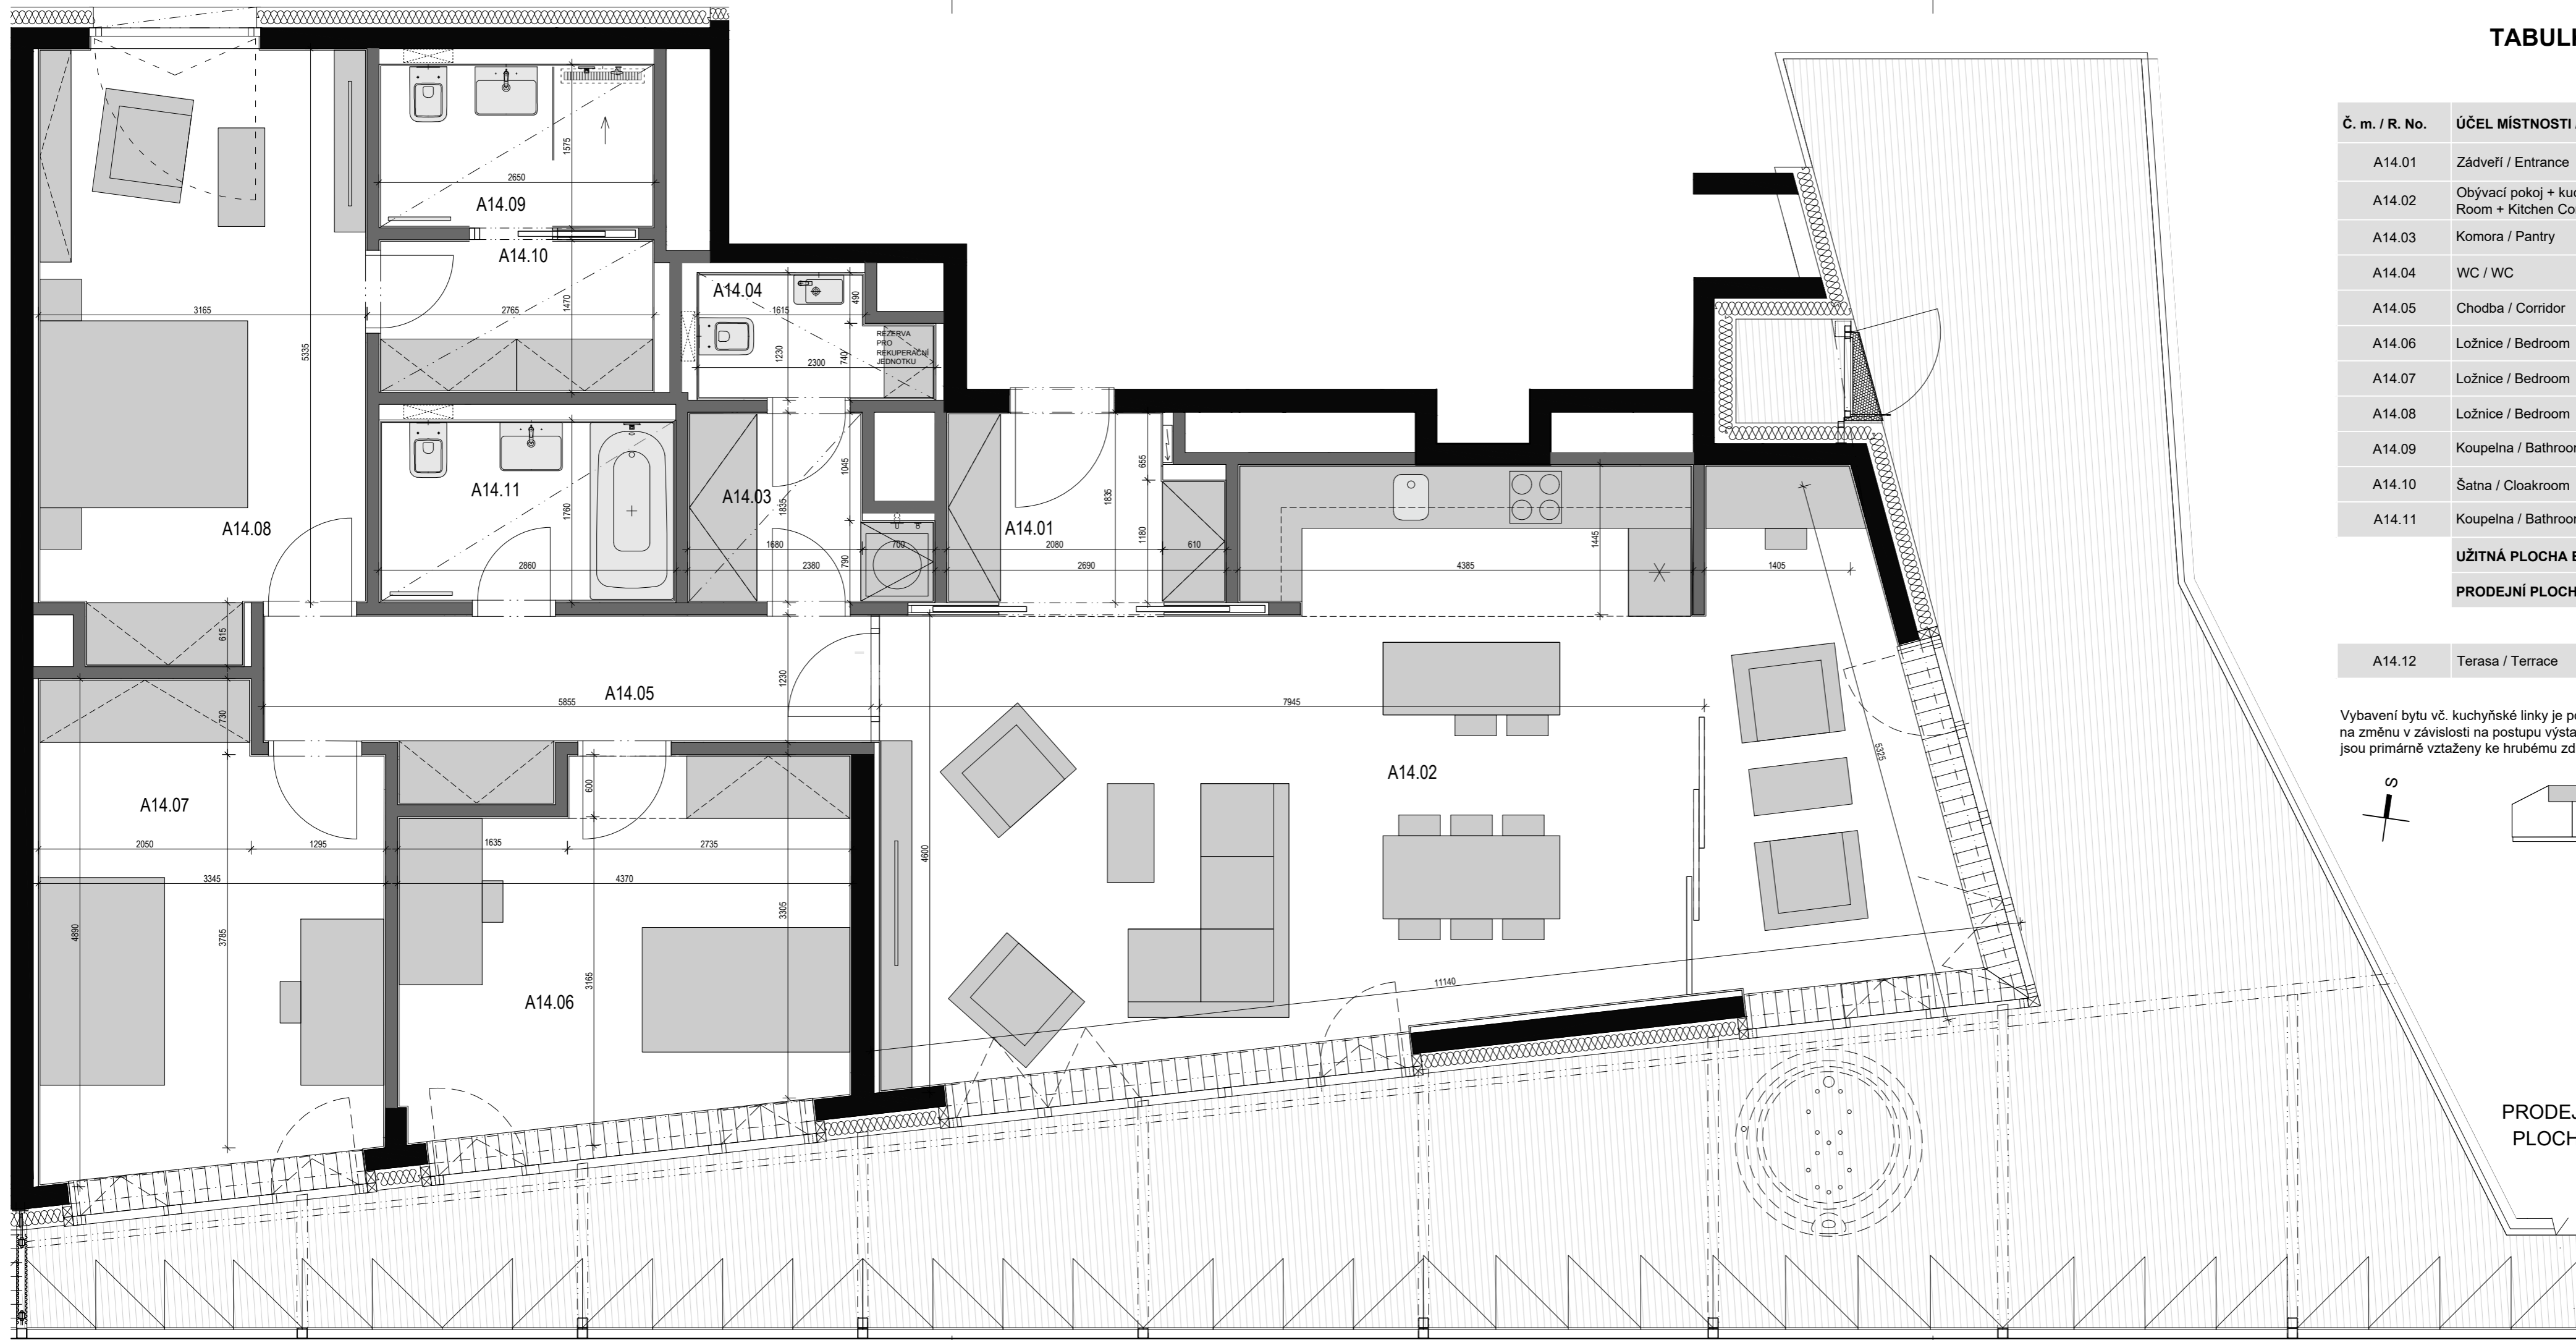 TABUL
Č. m. / R. No. ÚČEL MÍSTNOSTI
A14.01 Zádveří / Entrance
A14.02 Obývací pokoj + kuc
Room + Kitchen Co
A14.03 Komora / Pantry
A14.04 WC / WC
A14.05 Chodba / Corridor
A14.06 Ložnice / Bedroom
A14.07 Ložnice / Bedroom
A14.08 Ložnice / Bedroom
A14.09 Koupelna / Bathroo
A14.10 Šatna / Cloakroom
A14.11 Koupelna / Bathroo
UŽITNÁ PLOCHA
PRODEJNÍ PLOCH
A14.12 Terasa / Terrace
Vybavení bytu vč. kuchyňské linky je po
na změnu v závislosti na postupu výsta
jsou primárně vztaženy ke hrubému zd
S
PRODEJ
PLOCH
1575
2650
A14.09
A14.10
3165
2765
1470
5335
A14.08
A14.04
1615
490
1230
740
2300
REZERVA
PRO
REKUPERAČNÍ
JEDNOTKU
A14.11
1760
2860
A14.03
1045
1835
1680
700
2380
790
A14.01
655
1835
1180
2080
610
2690
1445
4385
1405
615
730
A14.05
5855
1230
7945
A14.02
5325
4600
11140
A14.07
2050
1295
3345
4890
3785
600
1635
2735
4370
3305
3165
A14.06